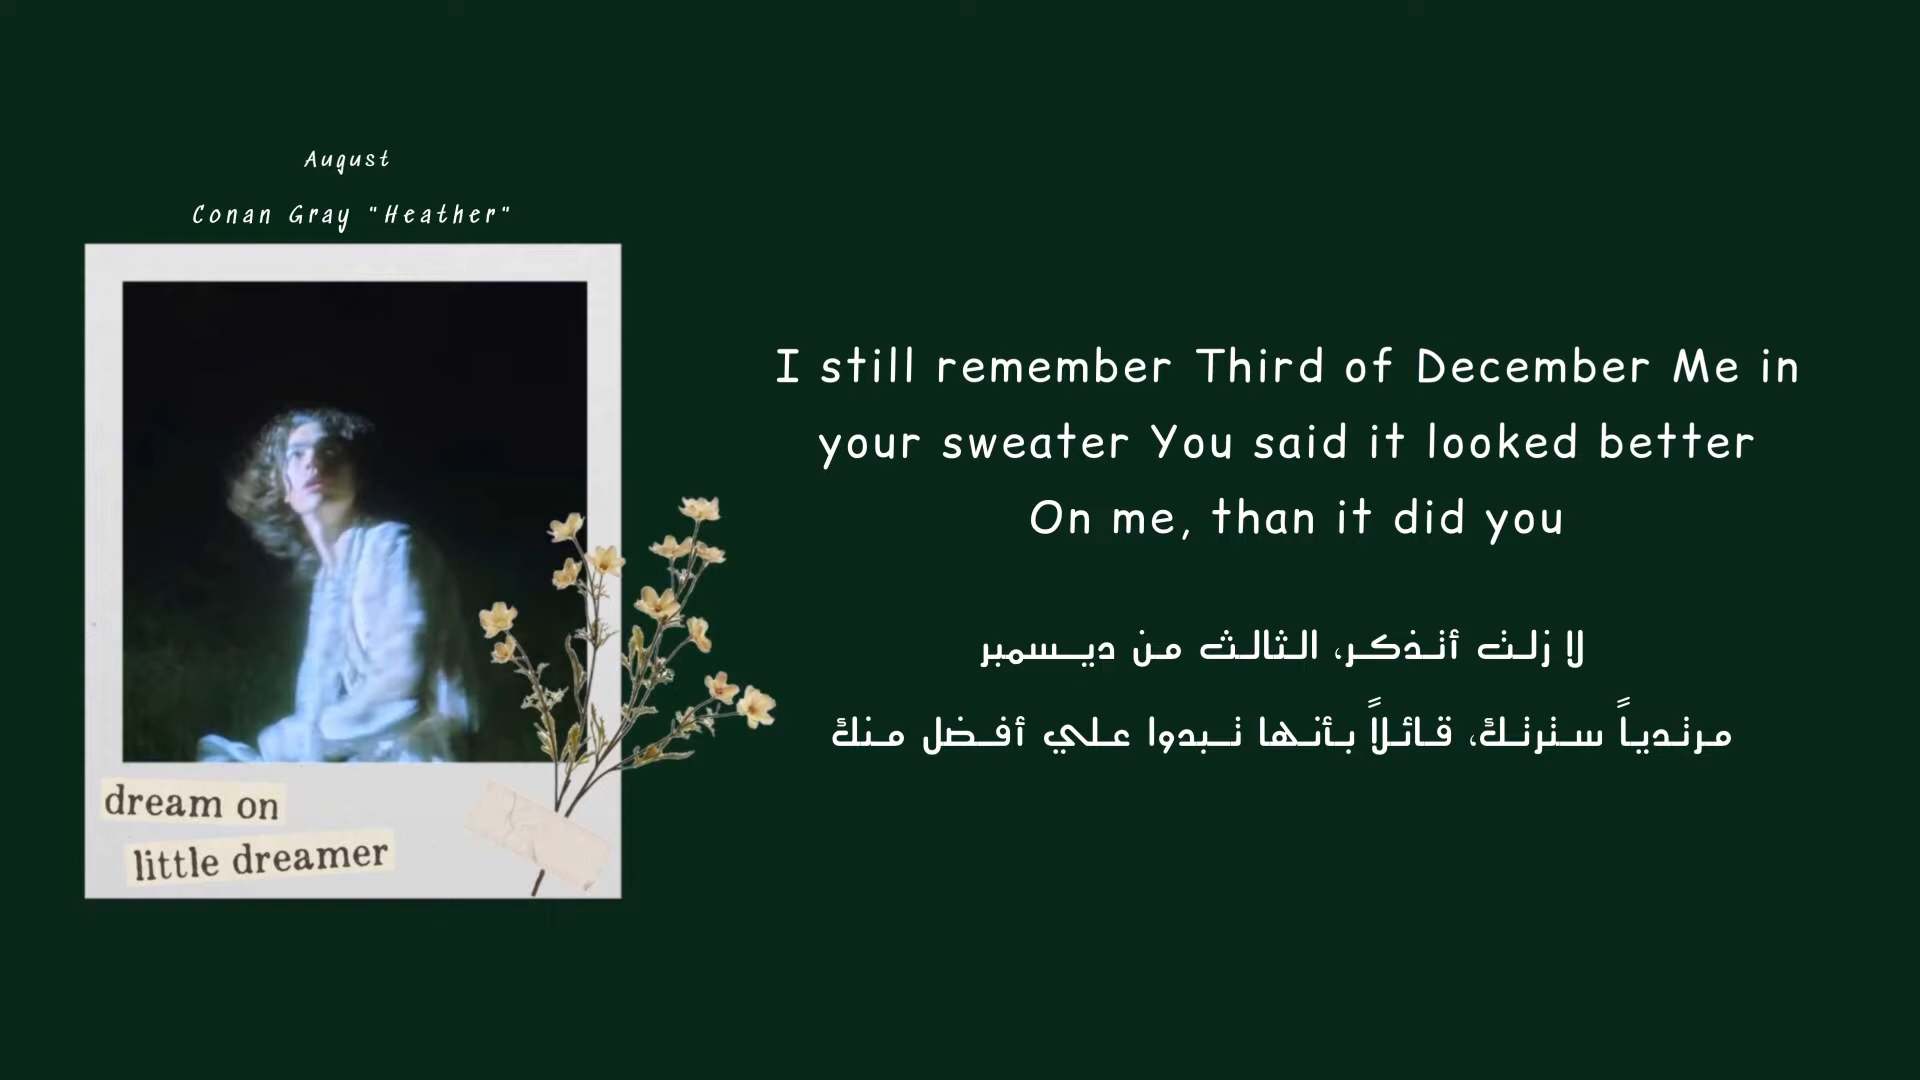 August
Conan Gray "Heather"
I still remember Third of December Me in
your sweater You said it looked better
On me, than it did you
لا زلت أتذكر، الثالث من ديسمبر
مرتدياً سترتك، قائلاً بأنها تبدوا علي أفضل منك
dream on
little dreamer